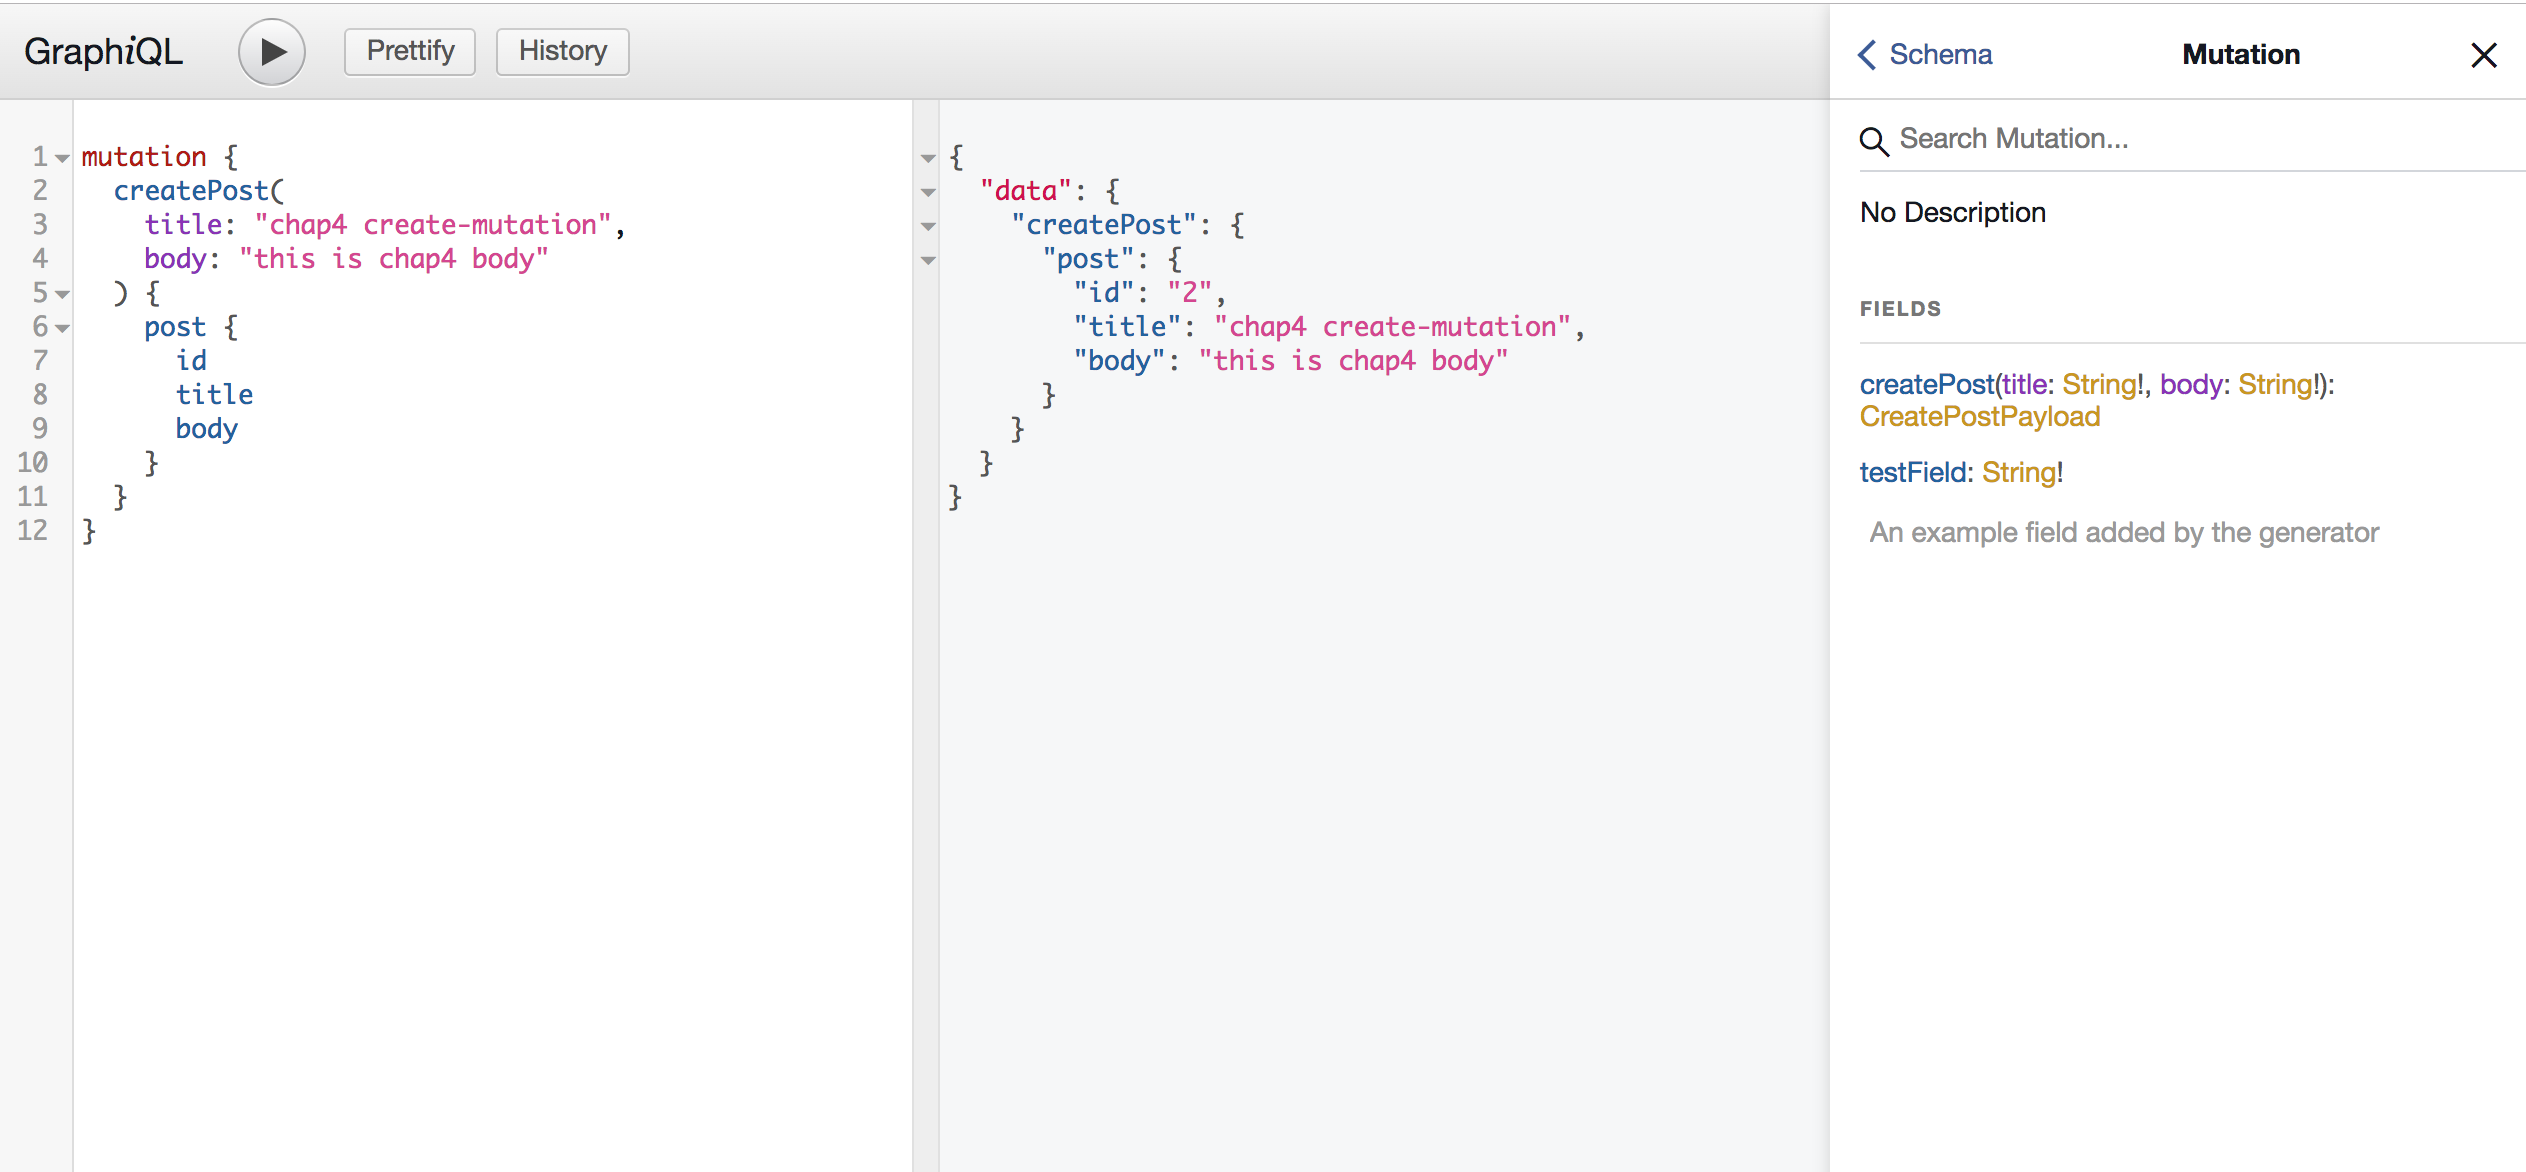 GraphiQL
Prettify
History
1 mutation {
2   createPost(
3     title: "chap4 create-mutation",
4     body: "this is chap4 body"
5   ) {
6     post {
7       id
8       title
9       body
10     }
11   }
12 }
{
  "data": {
    "createPost": {
      "post": {
        "id": "2",
        "title": "chap4 create-mutation",
        "body": "this is chap4 body"
      }
    }
  }
}
Schema
Mutation
Search Mutation...
No Description
FIELDS
createPost(title: String!, body: String!):
CreatePostPayload
testField: String!
An example field added by the generator